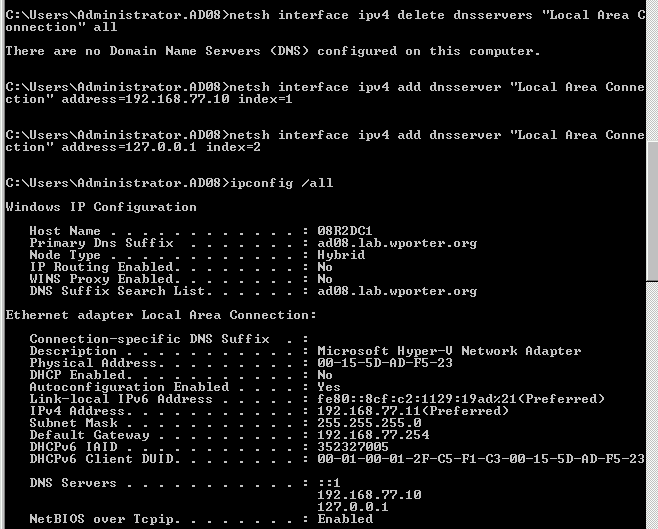 C:\Users\Administrator.AD08>netsh interface ipv4 delete dnsservers "Local Area C
onnection" all
There are no Domain Name Servers (DNS) configured on this computer.
C:\Users\Administrator.AD08>netsh interface ipv4 add dnsserver "Local Area Conne
ction" address=192.168.77.10 index=1
C:\Users\Administrator.AD08>netsh interface ipv4 add dnsserver "Local Area Conne
ction" address=127.0.0.1 index=2
C:\Users\Administrator.AD08>ipconfig /all
Windows IP Configuration
Host Name . . . . . . . . . . . . : 08R2DC1
Primary Dns Suffix  . . . . . . . : ad08.lab.wporter.org
Node Type . . . . . . . . . . . . : Hybrid
IP Routing Enabled. . . . . . . . : No
WINS Proxy Enabled. . . . . . . . : No
DNS Suffix Search List. . . . . . : ad08.lab.wporter.org
Ethernet adapter Local Area Connection:
Connection-specific DNS Suffix  . :
Description . . . . . . . . . . . : Microsoft Hyper-V Network Adapter
Physical Address. . . . . . . . . : 00-15-5D-AD-F5-23
DHCP Enabled. . . . . . . . . . . : No
Autoconfiguration Enabled . . . . : Yes
Link-local IPv6 Address . . . . . : fe80::8cf:c2:1129:19ad%21(Preferred)
IPv4 Address. . . . . . . . . . . : 192.168.77.11(Preferred)
Subnet Mask . . . . . . . . . . . : 255.255.255.0
Default Gateway . . . . . . . . . : 192.168.77.254
DHCPv6 IAID . . . . . . . . . . . : 352327005
DHCPv6 Client DUID. . . . . . . . : 00-01-00-01-2F-C5-F1-C3-00-15-5D-AD-F5-23
DNS Servers . . . . . . . . . . . : ::1
192.168.77.10
127.0.0.1
NetBIOS over Tcpip. . . . . . . . : Enabled